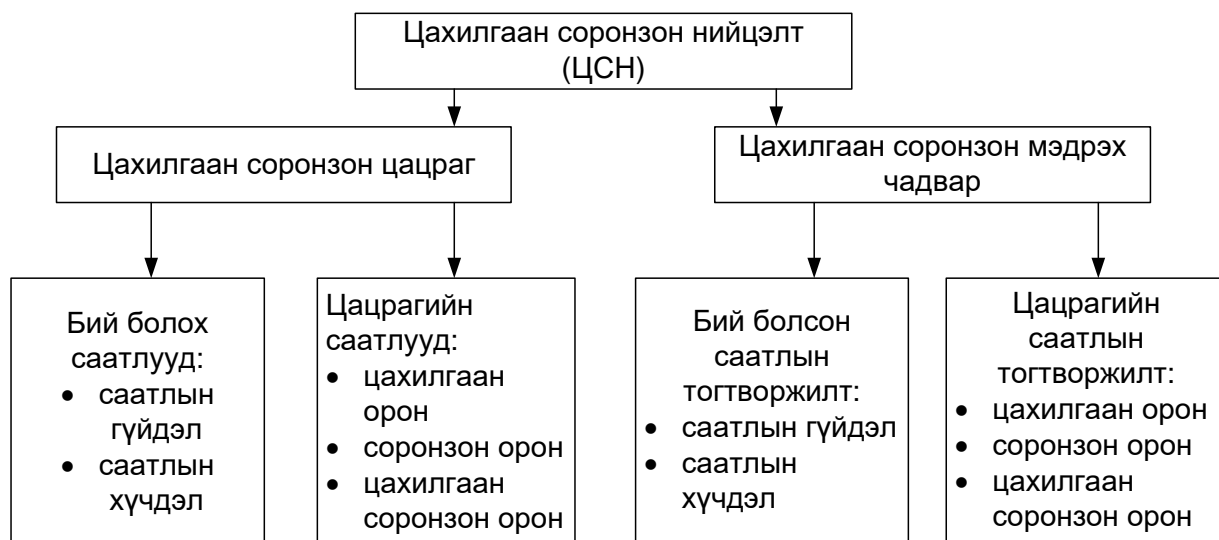 Цахилгаан соронзон нийцэлт
(ЦСН)
Цахилгаан соронзон цацраг
Цахилгаан соронзон мэдрэх
чадвар
Бий болох
саатлууд:
• саатлын
гүйдэл
• саатлын
хүчдэл
Цацрагийн
саатлууд:
• цахилгаан
орон
• соронзон орон
• цахилгаан
соронзон орон
Бий болсон
саатлын
тогтворжилт:
• саатлын гүйдэл
• саатлын
хүчдэл
Цацрагийн
саатлын
тогтворжилт:
• цахилгаан орон
• соронзон орон
• цахилгаан
соронзон орон